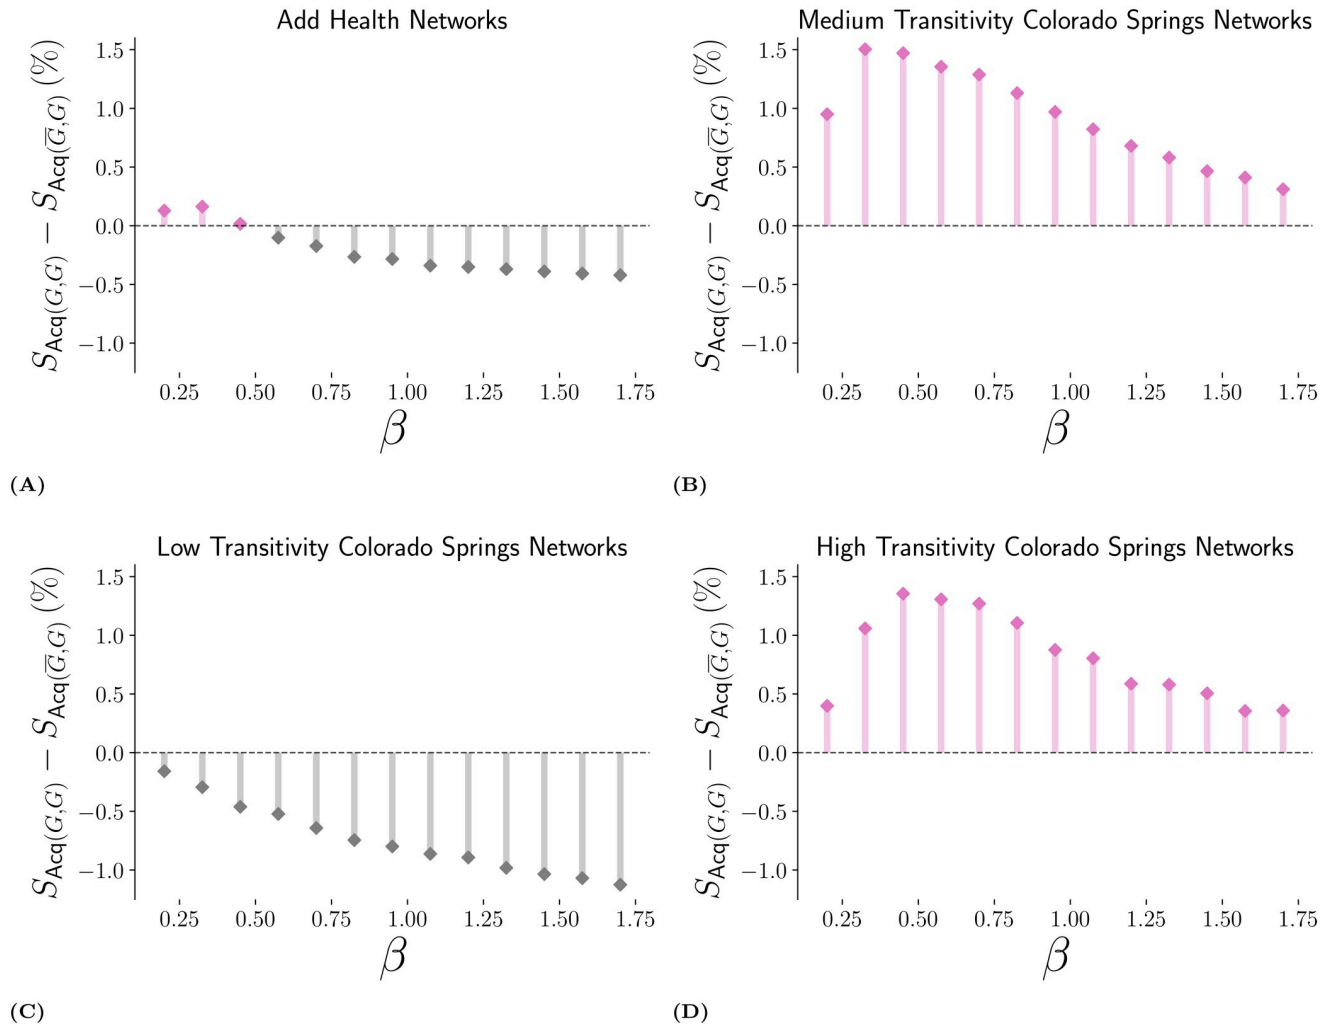 Add Health Networks
S_Acq(G,G) − S_Acq(G̅,G) (%)
1.5
1.0
0.5
0.0
−0.5
−1.0
0.25 0.50 0.75 1.00 1.25 1.50 1.75
β
(A)
Medium Transitivity Colorado Springs Networks
S_Acq(G,G) − S_Acq(G̅,G) (%)
1.5
1.0
0.5
0.0
−0.5
−1.0
0.25 0.50 0.75 1.00 1.25 1.50 1.75
β
(B)
Low Transitivity Colorado Springs Networks
S_Acq(G,G) − S_Acq(G̅,G) (%)
1.5
1.0
0.5
0.0
−0.5
−1.0
0.25 0.50 0.75 1.00 1.25 1.50 1.75
β
(C)
High Transitivity Colorado Springs Networks
S_Acq(G,G) − S_Acq(G̅,G) (%)
1.5
1.0
0.5
0.0
−0.5
−1.0
0.25 0.50 0.75 1.00 1.25 1.50 1.75
β
(D)